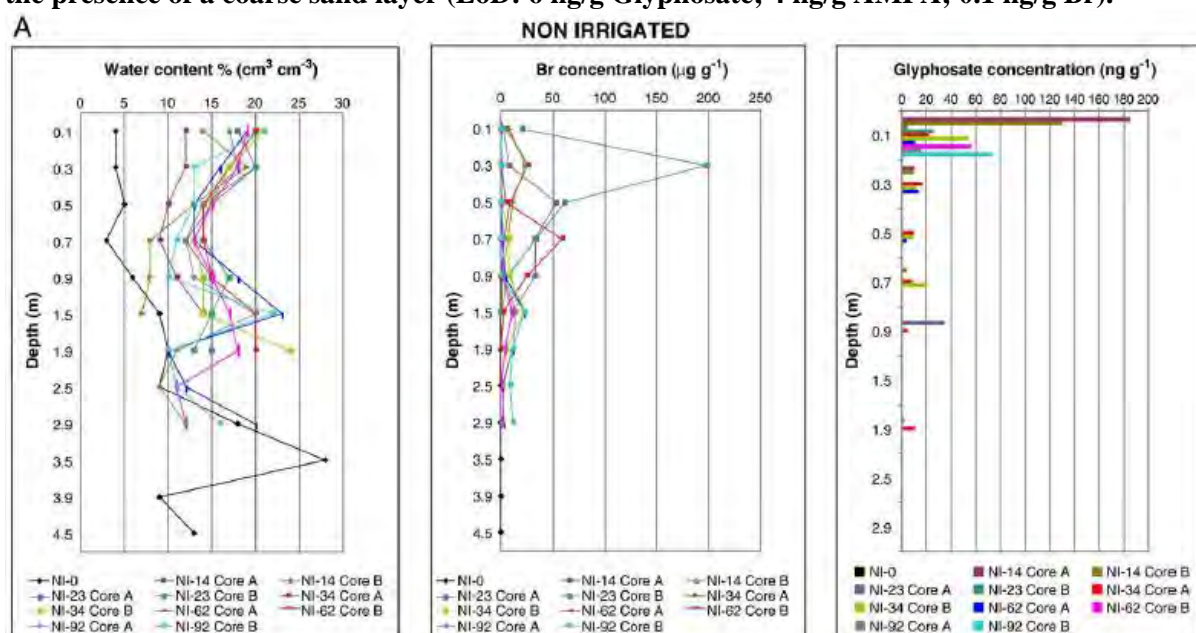 the presence of a coarse sand layer (LoD: 6 ng/g Glyphosate, 4 ng/g AMPA, 0.1 ng/g Br).
A
NON IRRIGATED
Water content % (cm³ cm⁻³)
0 5 10 15 20 25 30
0.1
0.3
0.5
0.7
0.9
1.5
1.9
2.5
2.9
3.5
3.9
4.5
Depth (m)
NI-0 NI-14 Core A NI-14 Core B
NI-23 Core A NI-23 Core B NI-34 Core A
NI-34 Core B NI-62 Core A NI-62 Core B
NI-92 Core A NI-92 Core B
Br concentration (µg g⁻¹)
0 50 100 150 200 250
0.1
0.3
0.5
0.7
0.9
1.5
1.9
2.5
2.9
3.5
3.9
4.5
Depth (m)
NI-0 NI-14 Core A NI-14 Core B
NI-23 Core A NI-23 Core B NI-34 Core A
NI-34 Core B NI-62 Core A NI-62 Core B
NI-92 Core A NI-92 Core B
Glyphosate concentration (ng g⁻¹)
0 20 40 60 80 100 120 140 160 180 200
0.1
0.3
0.5
0.7
0.9
1.5
1.9
2.5
2.9
Depth (m)
NI-0 NI-14 Core A NI-14 Core B
NI-23 Core A NI-23 Core B NI-34 Core A
NI-34 Core B NI-62 Core A NI-62 Core B
NI-92 Core A NI-92 Core B